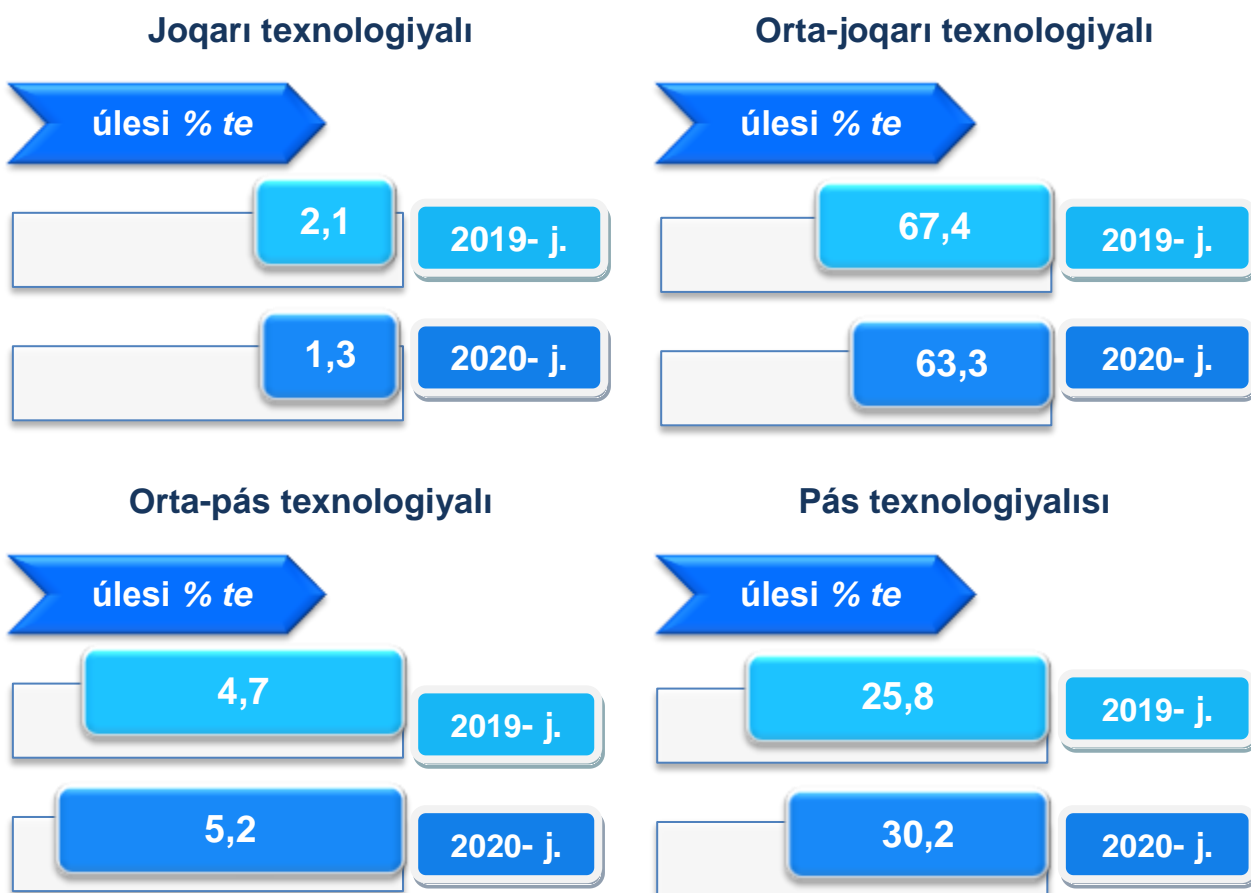 Joqarı texnologiyalı
úlesi % te
2,1
2019- j.
1,3
2020- j.
Orta-joqarı texnologiyalı
úlesi % te
67,4
2019- j.
63,3
2020- j.
Orta-pás texnologiyalı
úlesi % te
4,7
2019- j.
5,2
2020- j.
Pás texnologiyalısı
úlesi % te
25,8
2019- j.
30,2
2020- j.